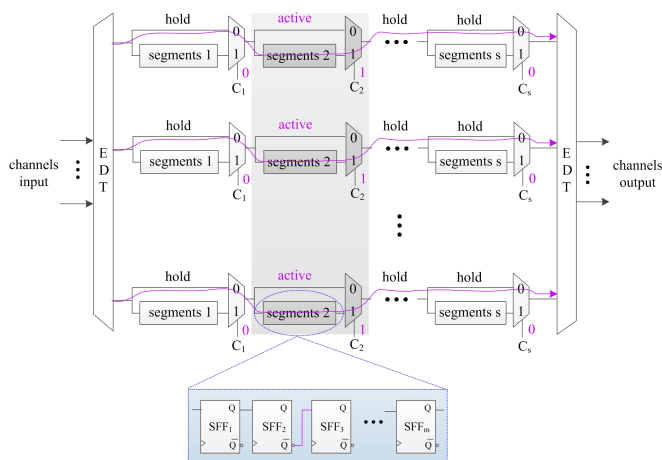 hold active hold
0 0 0
segments 1 1 segments 2 1 segments s 1
0 1 0
C1 C2 Cs
hold active hold
0 0 0
segments 1 1 segments 2 1 segments s 1
0 1 0
C1 C2 Cs
channels input
EDT
EDT
channels output
hold active hold
0 0 0
segments 1 1 segments 2 1 segments s 1
0 1 0
C1 C2 Cs
Q Q Q Q
SFF1 SFF2 SFF3 SFFm
Q̅ Q̅ Q̅ Q̅